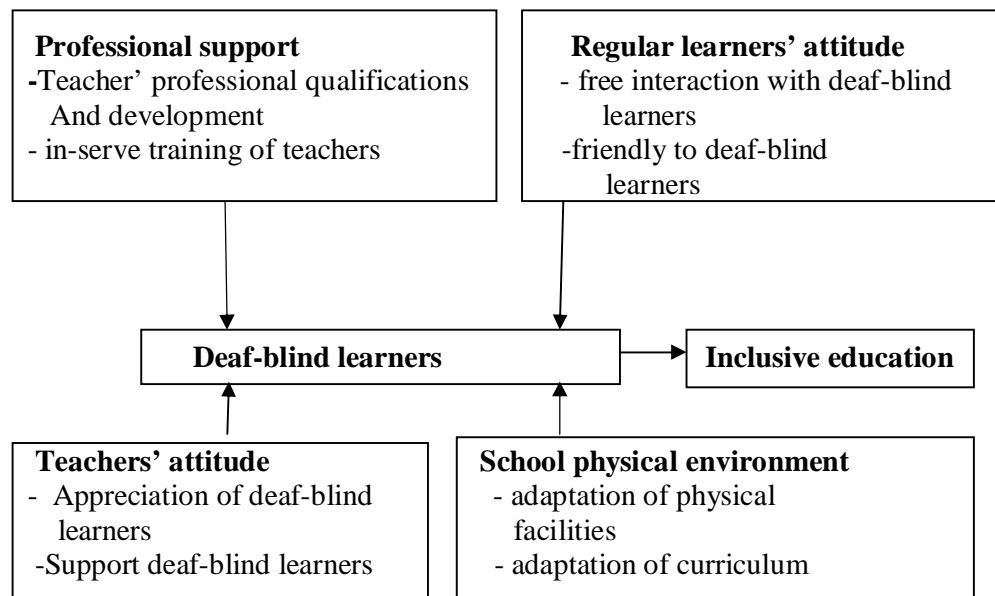 Professional support
-Teacher’ professional qualifications
And development
- in-serve training of teachers
Regular learners’ attitude
- free interaction with deaf-blind
learners
-friendly to deaf-blind
learners
Deaf-blind learners
Inclusive education
Teachers’ attitude
- Appreciation of deaf-blind
learners
-Support deaf-blind learners
School physical environment
- adaptation of physical
facilities
- adaptation of curriculum